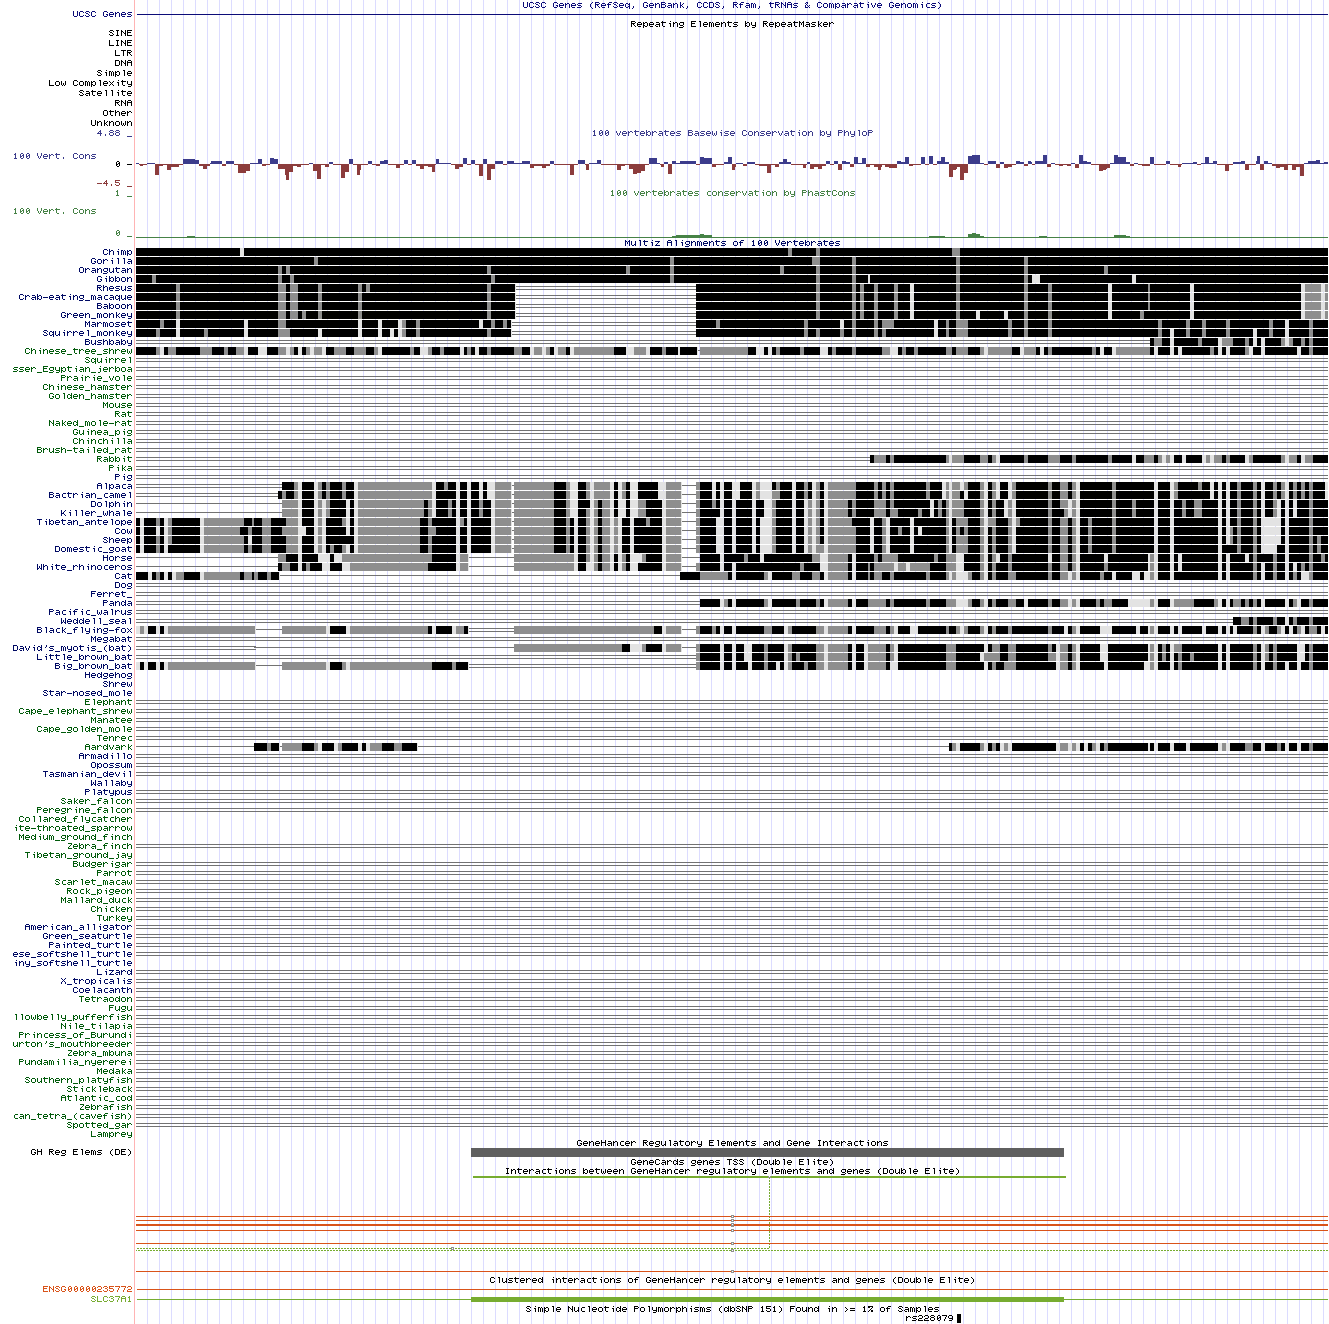 UCSC Genes (RefSeq, GenBank, CCDS, Rfam, tRNAs & Comparative Genomics)
UCSC Genes
Repeating Elements by RepeatMasker
SINE
LINE
LTR
DNA
Simple
Low Complexity
Satellite
RNA
Other
Unknown
4.88 _
100 vertebrates Basewise Conservation by PhyloP
100 Vert. Cons
0 _
-4.5 _
1 _
100 vertebrates conservation by PhastCons
100 Vert. Cons
0 _
Multiz Alignments of 100 Vertebrates
Chimp
Gorilla
Orangutan
Gibbon
Rhesus
Crab-eating_macaque
Baboon
Green_monkey
Marmoset
Squirrel_monkey
Bushbaby
Chinese_tree_shrew
Squirrel
sser_Egyptian_jerboa
Prairie_vole
Chinese_hamster
Golden_hamster
Mouse
Rat
Naked_mole-rat
Guinea_pig
Chinchilla
Brush-tailed_rat
Rabbit
Pika
Pig
Alpaca
Bactrian_camel
Dolphin
Killer_whale
Tibetan_antelope
Cow
Sheep
Domestic_goat
Horse
White_rhinoceros
Cat
Dog
Ferret_
Panda
Pacific_walrus
Weddell_seal
Black_flying-fox
Megabat
David's_myotis_(bat)
Little_brown_bat
Big_brown_bat
Hedgehog
Shrew
Star-nosed_mole
Elephant
Cape_elephant_shrew
Manatee
Cape_golden_mole
Tenrec
Aardvark
Armadillo
Opossum
Tasmanian_devil
Wallaby
Platypus
Saker_falcon
Peregrine_falcon
Collared_flycatcher
ite-throated_sparrow
Medium_ground_finch
Zebra_finch
Tibetan_ground_jay
Budgerigar
Parrot
Scarlet_macaw
Rock_pigeon
Mallard_duck
Chicken
Turkey
American_alligator
Green_seaturtle
Painted_turtle
ese_softshell_turtle
iny_softshell_turtle
Lizard
X_tropicalis
Coelacanth
Tetraodon
Fugu
llowbelly_pufferfish
Nile_tilapia
Princess_of_Burundi
urton's_mouthbreeder
Zebra_mbuna
Pundamilia_nyererei
Medaka
Southern_platyfish
Stickleback
Atlantic_cod
Zebrafish
can_tetra_(cavefish)
Spotted_gar
Lamprey
GeneHancer Regulatory Elements and Gene Interactions
GH Reg Elems (DE)
GeneCards genes TSS (Double Elite)
Interactions between GeneHancer regulatory elements and genes (Double Elite)
Clustered interactions of GeneHancer regulatory elements and genes (Double Elite)
ENSG00000235772
SLC37A1
Simple Nucleotide Polymorphisms (dbSNP 151) Found in >= 1% of Samples
rs228079